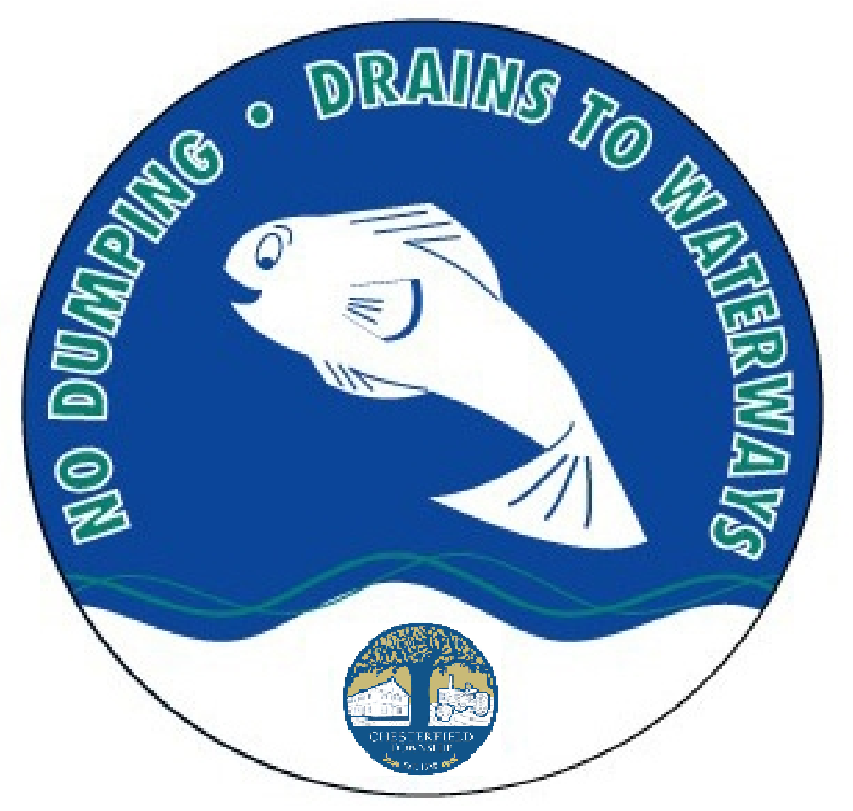 NO DUMPING • DRAINS TO WATERWAYS
CHESTERFIELD
TOWNSHIP